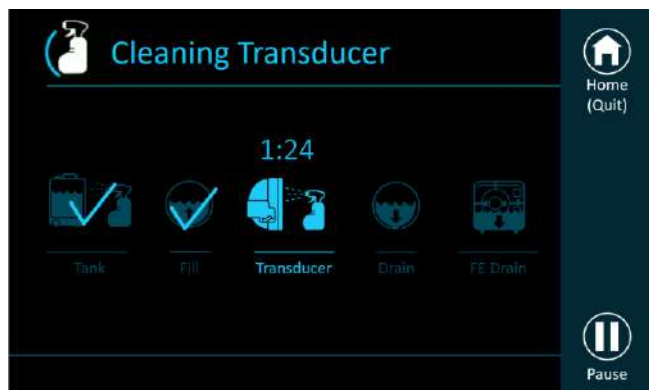 Cleaning Transducer
Home
(Quit)
1:24
Tank
Fill
Transducer
Drain
FE Drain
Pause